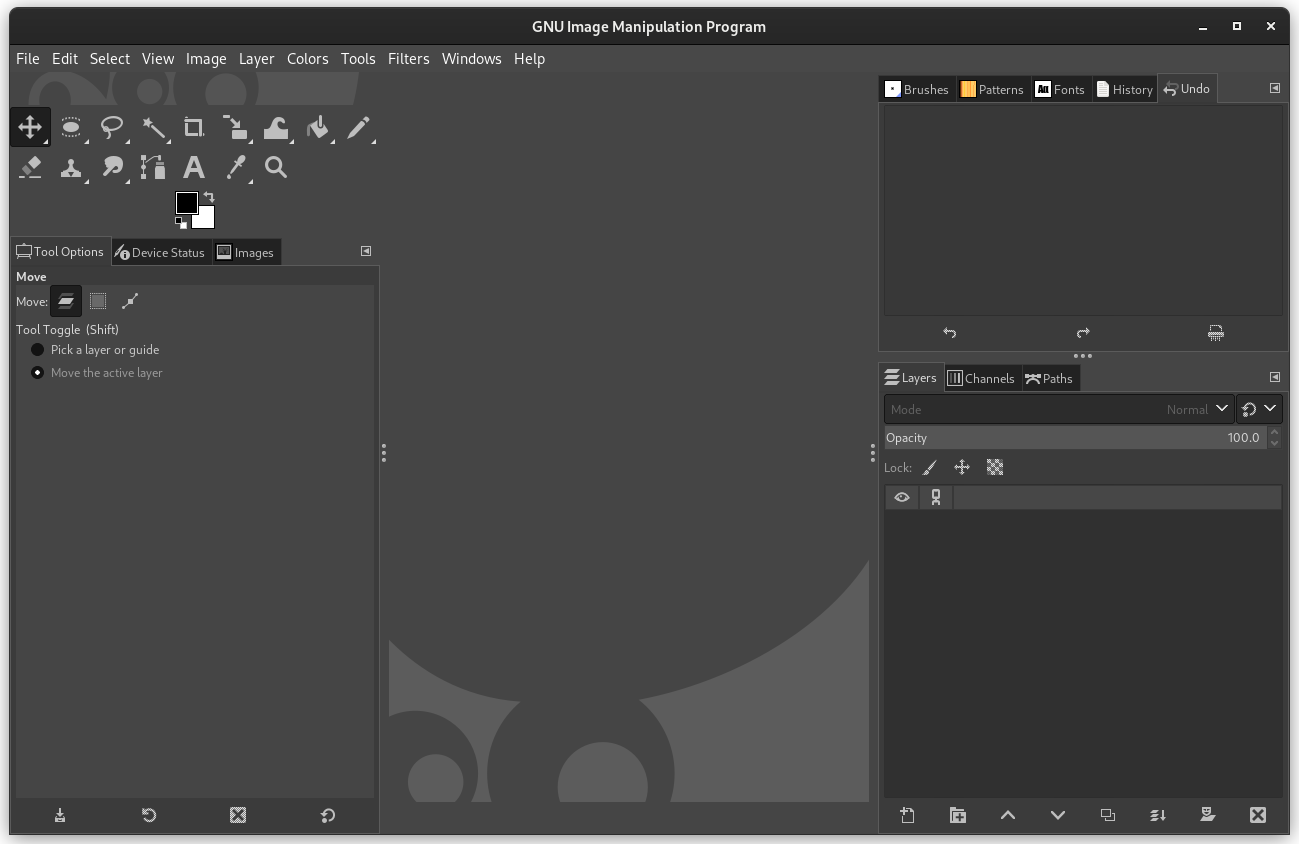 GNU Image Manipulation Program
File Edit Select View Image Layer Colors Tools Filters Windows Help
Brushes Patterns Fonts History Undo
Tool Options Device Status Images
Move
Move:
Tool Toggle (Shift)
Pick a layer or guide
Move the active layer
Layers Channels Paths
Mode Normal
Opacity 100.0
Lock: